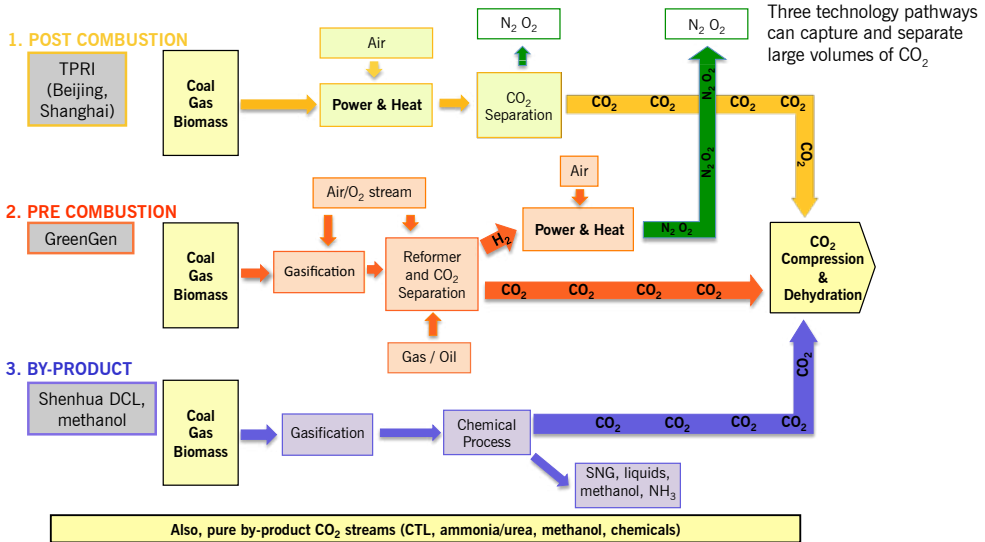 Three technology pathways
can capture and separate
large volumes of CO₂
1. POST COMBUSTION
TPRI
(Beijing,
Shanghai)
Coal
Gas
Biomass
Air
Power & Heat
N₂ O₂
CO₂
Separation
CO₂ CO₂ CO₂ CO₂
CO₂
N₂ O₂
N₂ O₂
N₂ O₂
N₂ O₂
2. PRE COMBUSTION
GreenGen
Coal
Gas
Biomass
Air/O₂ stream
Gasification
Reformer
and CO₂
Separation
Gas / Oil
H₂
Air
Power & Heat
CO₂ CO₂ CO₂ CO₂
CO₂
Compression
&
Dehydration
3. BY-PRODUCT
Shenhua DCL,
methanol
Coal
Gas
Biomass
Gasification
Chemical
Process
CO₂ CO₂ CO₂ CO₂
CO₂
SNG, liquids,
methanol, NH₃
Also, pure by-product CO₂ streams (CTL, ammonia/urea, methanol, chemicals)